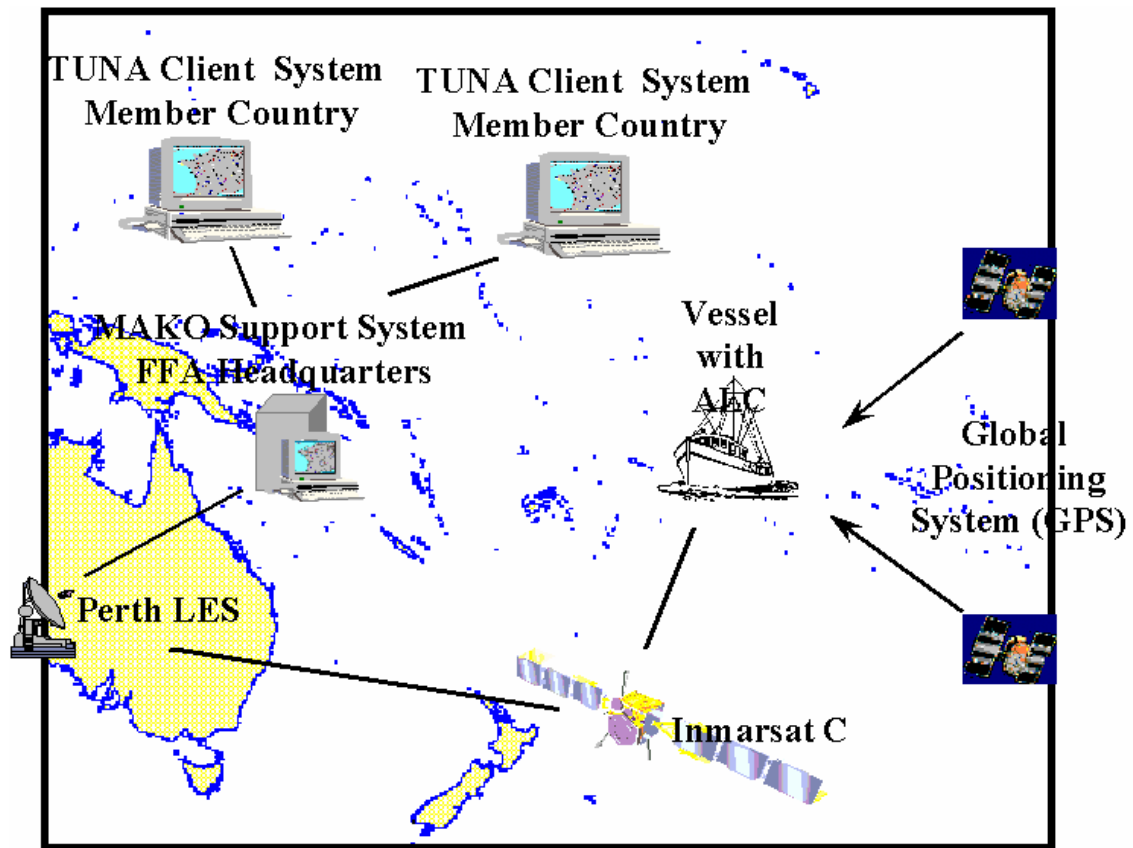 TUNA Client System
Member Country
TUNA Client System
Member Country
MAKO Support System
FFA Headquarters
Vessel
with
ALC
Global
Positioning
System (GPS)
Perth LES
Inmarsat C